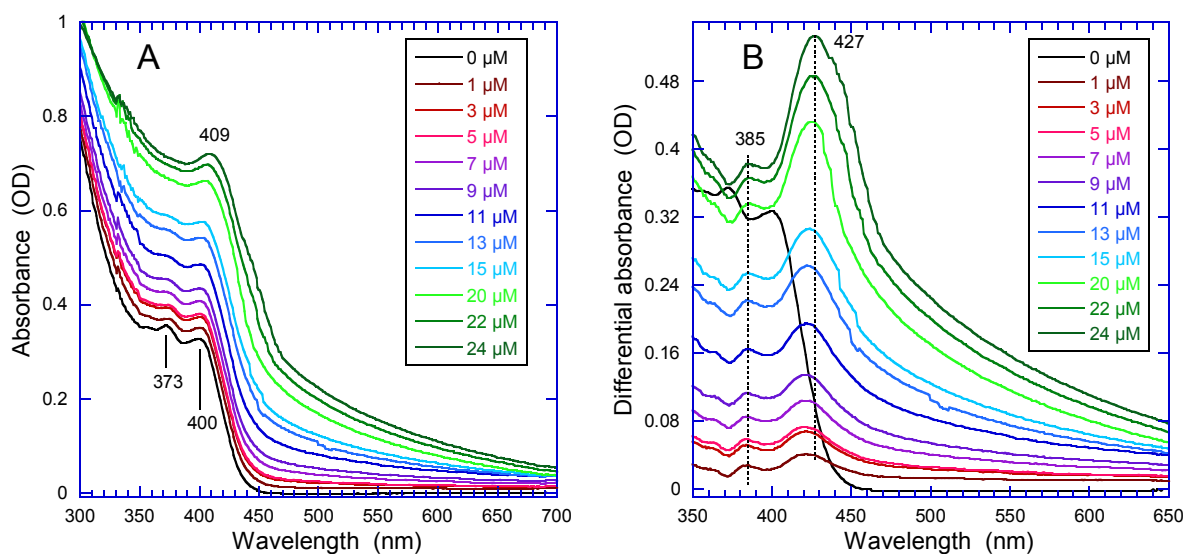 A
Absorbance (OD)
1
0.8
0.6
0.4
0.2
0
300 350 400 450 500 550 600 650 700
Wavelength (nm)
409
373
400
0 µM
1 µM
3 µM
5 µM
7 µM
9 µM
11 µM
13 µM
15 µM
20 µM
22 µM
24 µM
B
Differential absorbance (OD)
0.48
0.4
0.32
0.24
0.16
0.08
0
350 400 450 500 550 600 650
Wavelength (nm)
427
385
0 µM
1 µM
3 µM
5 µM
7 µM
9 µM
11 µM
13 µM
15 µM
20 µM
22 µM
24 µM